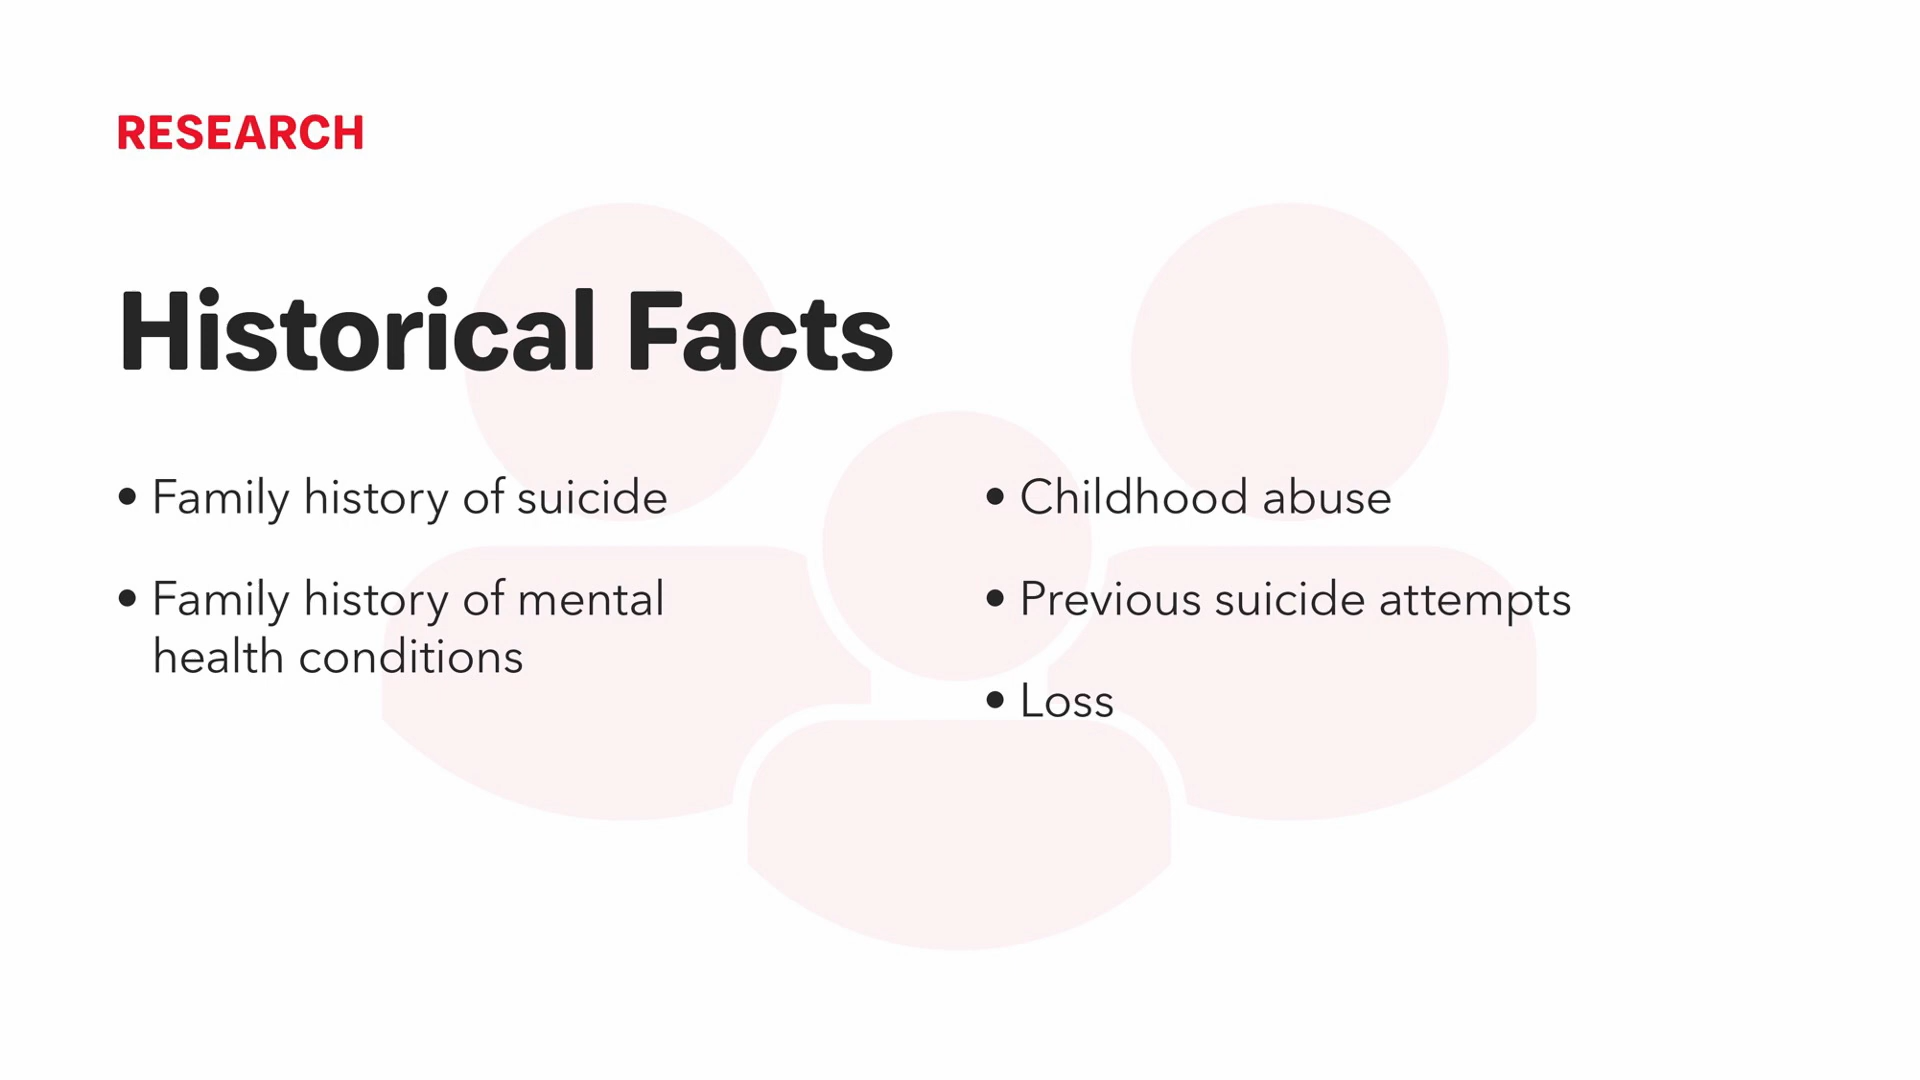 RESEARCH
Historical Facts
• Family history of suicide
• Family history of mental
health conditions
• Childhood abuse
• Previous suicide attempts
• Loss